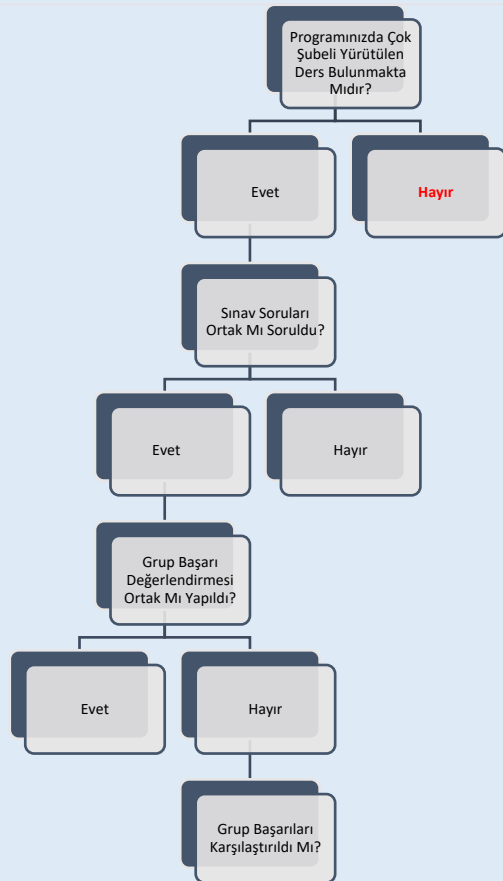 Programınızda Çok
Şubeli Yürütülen
Ders Bulunmakta
Mıdır?
Evet
Hayır
Sınav Soruları
Ortak Mı Soruldu?
Evet
Hayır
Grup Başarı
Değerlendirmesi
Ortak Mı Yapıldı?
Evet
Hayır
Grup Başarıları
Karşılaştırıldı Mı?